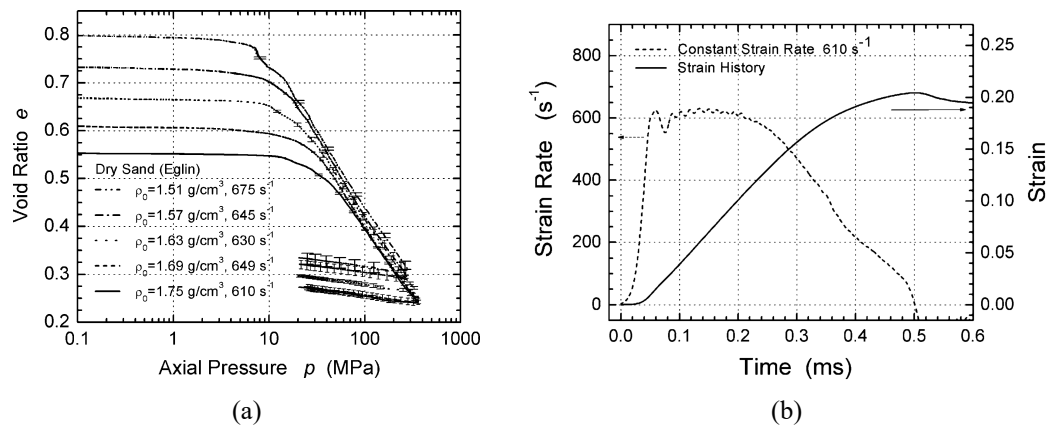 0.8
0.7
0.6
0.5
0.4
0.3
0.2
Void Ratio e
Dry Sand (Eglin)
ρ₀=1.51 g/cm³, 675 s⁻¹
ρ₀=1.57 g/cm³, 645 s⁻¹
ρ₀=1.63 g/cm³, 630 s⁻¹
ρ₀=1.69 g/cm³, 649 s⁻¹
ρ₀=1.75 g/cm³, 610 s⁻¹
0.1 1 10 100 1000
Axial Pressure p (MPa)
(a)
800
600
400
200
0
Strain Rate (s⁻¹)
Constant Strain Rate 610 s⁻¹
Strain History
0.25
0.20
0.15
0.10
0.05
0.00
Strain
0.0 0.1 0.2 0.3 0.4 0.5 0.6
Time (ms)
(b)